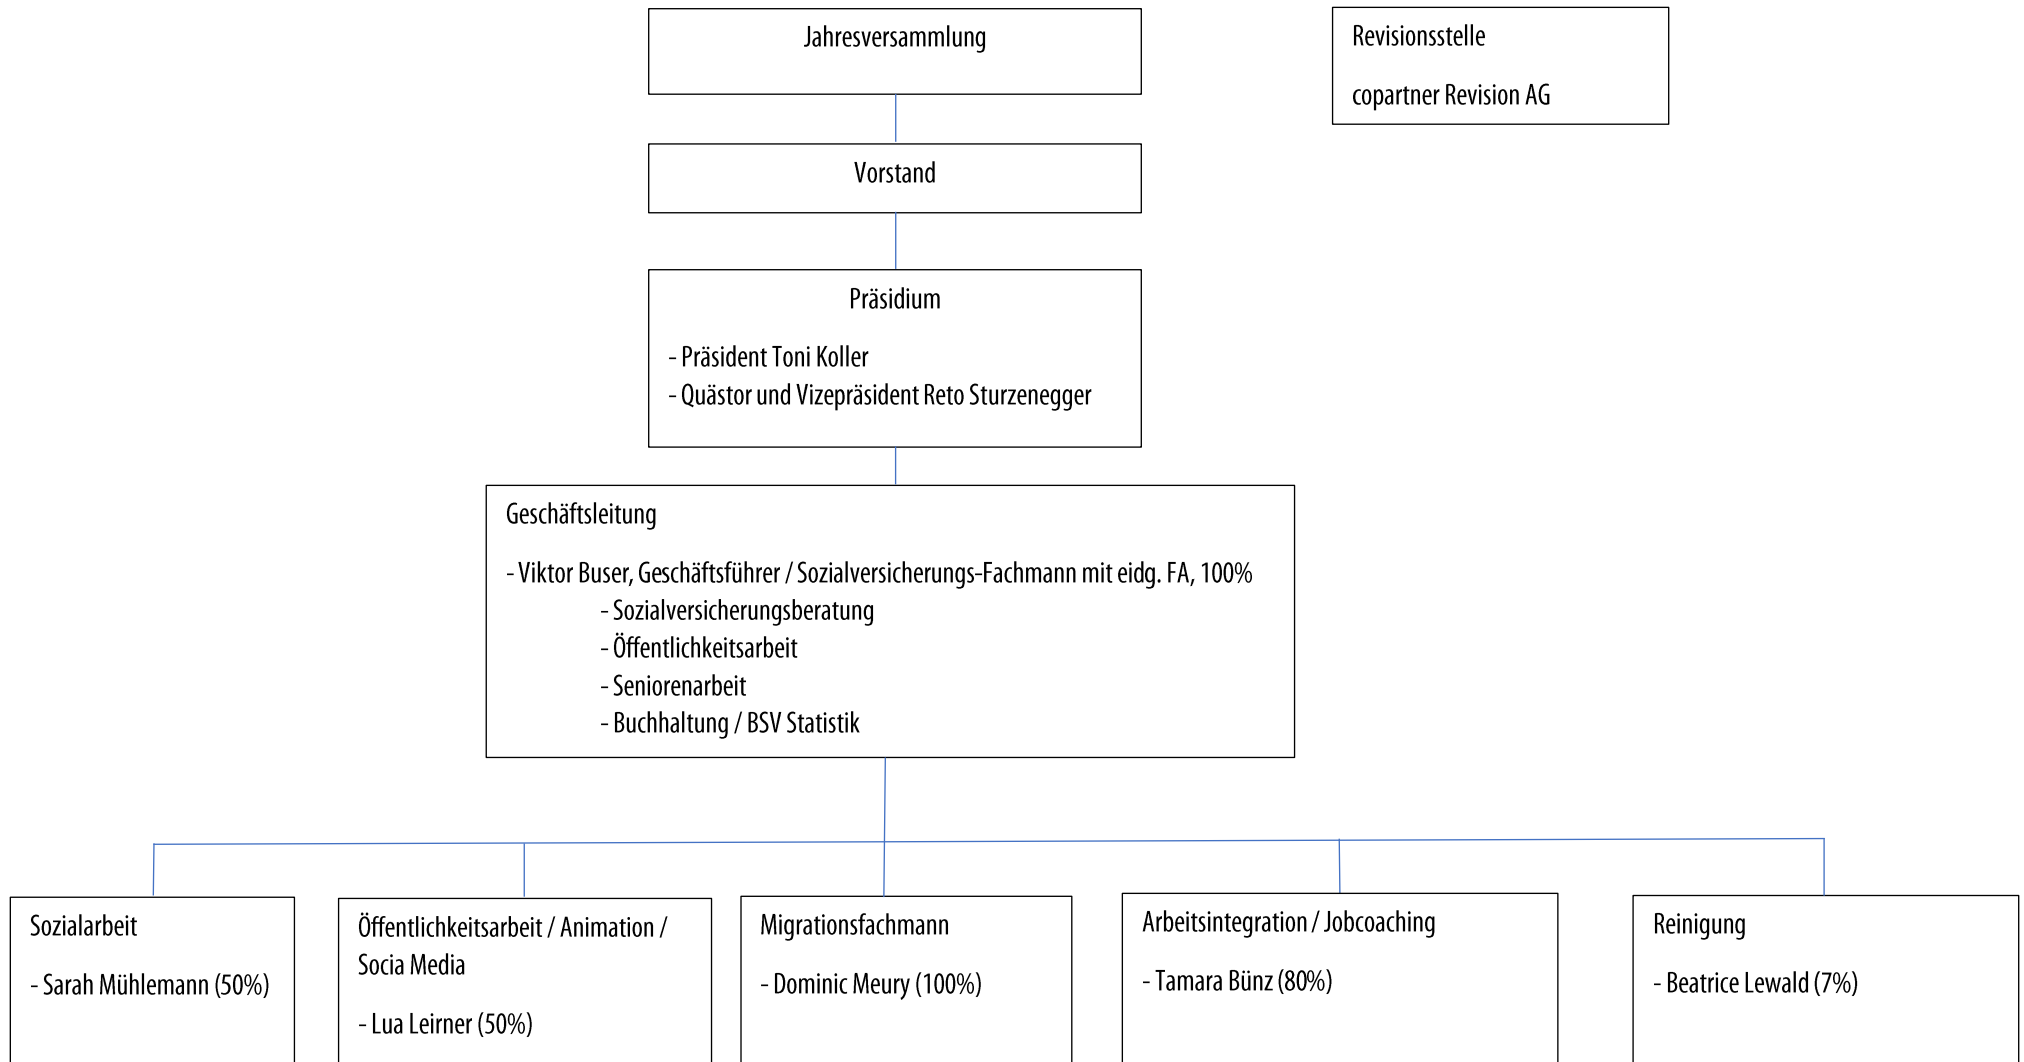 Jahresversammlung
Revisionsstelle
copartner Revision AG
Vorstand
Präsidium
- Präsident Toni Koller
- Quästor und Vizepräsident Reto Sturzenegger
Geschäftsleitung
- Viktor Buser, Geschäftsführer / Sozialversicherungs-Fachmann mit eidg. FA, 100%
- Sozialversicherungsberatung
- Öffentlichkeitsarbeit
- Seniorenarbeit
- Buchhaltung / BSV Statistik
Sozialarbeit
- Sarah Mühlemann (50%)
Öffentlichkeitsarbeit / Animation /
Socia Media
- Lua Leirner (50%)
Migrationsfachmann
- Dominic Meury (100%)
Arbeitsintegration / Jobcoaching
- Tamara Bünz (80%)
Reinigung
- Beatrice Lewald (7%)